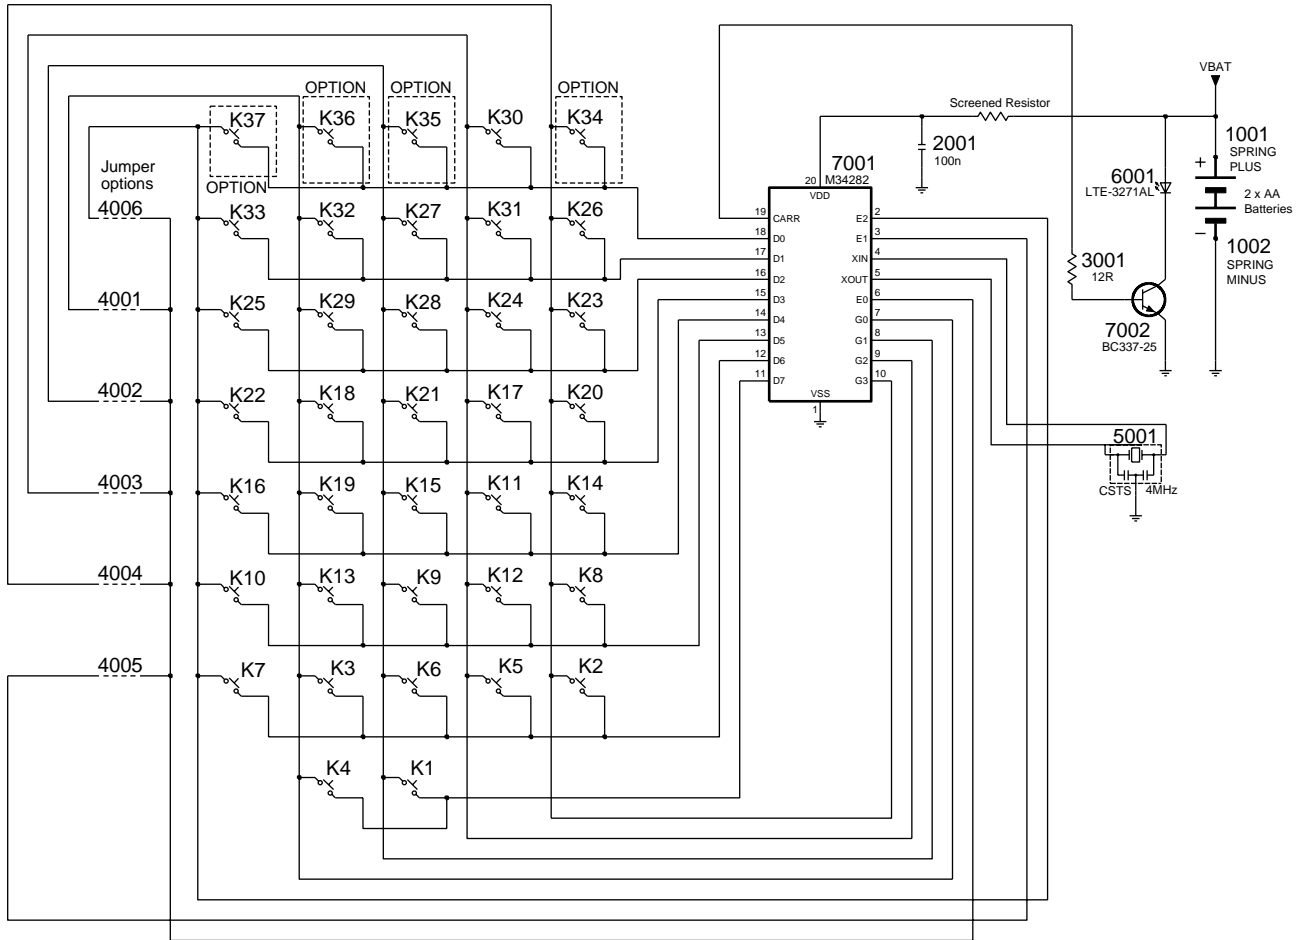 VBAT
OPTION OPTION OPTION
K37 K36 K35 K30 K34
Screened Resistor
2001
100n
1001
SPRING
PLUS
+
Jumper
options
OPTION
7001
M34282
20
VDD
6001
LTE-3271AL
2 x AA
Batteries
4006
K33 K32 K27 K31 K26
19 CARR E2 2
18 D0 E1 3
17 D1 XIN 4
16 D2 XOUT 5
15 D3 E0 6
14 D4 G0 7
13 D5 G1 8
12 D6 G2 9
11 D7 G3 10
VSS
1
−
1002
SPRING
MINUS
3001
12R
7002
BC337-25
4001
K25 K29 K28 K24 K23
4002
K22 K18 K21 K17 K20
5001
CSTS 4MHz
4003
K16 K19 K15 K11 K14
4004
K10 K13 K9 K12 K8
4005
K7 K3 K6 K5 K2
K4 K1